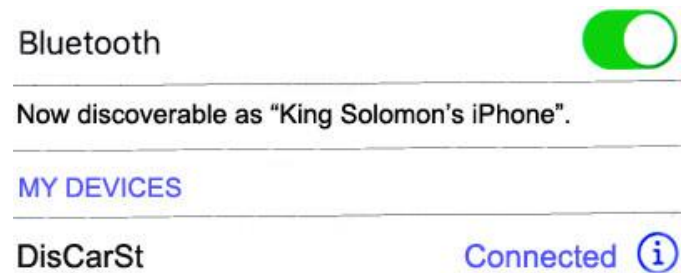 Bluetooth
Now discoverable as “King Solomon’s iPhone”.
MY DEVICES
DisCarSt Connected i